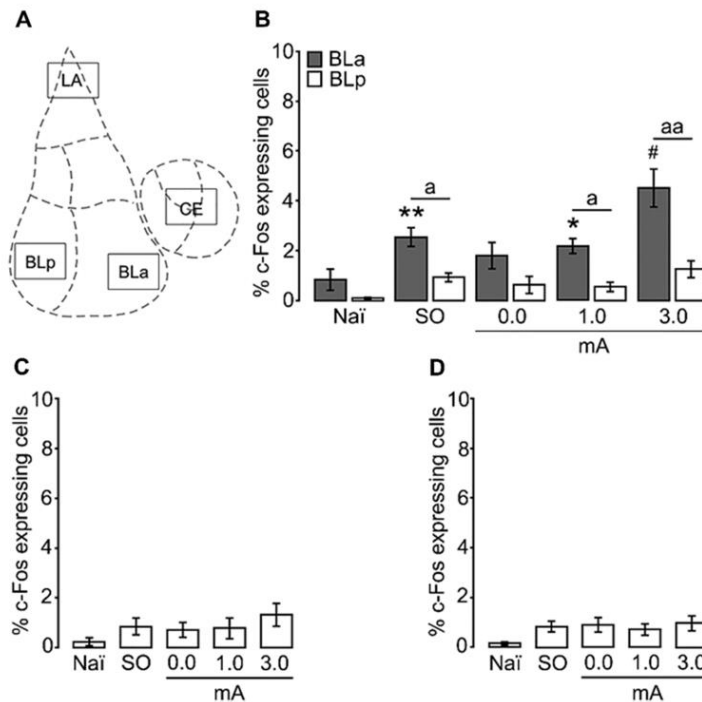 A
LA
BLp
BLa
GE
B
% c-Fos expressing cells
10
8
6
4
2
0
BLa
BLp
**
a
*
a
#
aa
Naï
SO
0.0
1.0
3.0
mA
C
% c-Fos expressing cells
10
8
6
4
2
0
Naï
SO
0.0
1.0
3.0
mA
D
% c-Fos expressing cells
10
8
6
4
2
0
Naï
SO
0.0
1.0
3.0
mA